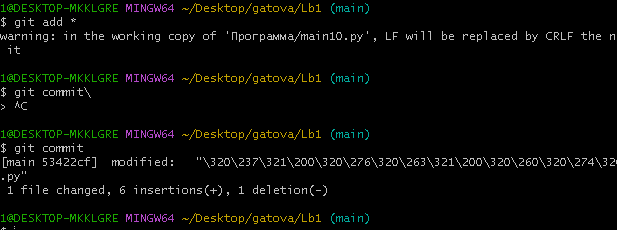 1@DESKTOP-MKKLGRE MINGW64 ~/Desktop/gatova/Lb1 (main)
$ git add *
warning: in the working copy of 'Программа/main10.py', LF will be replaced by CRLF the n
it
1@DESKTOP-MKKLGRE MINGW64 ~/Desktop/gatova/Lb1 (main)
$ git commit\
> ^C
1@DESKTOP-MKKLGRE MINGW64 ~/Desktop/gatova/Lb1 (main)
$ git commit
[main 53422cf]  modified:   "\320\237\321\200\320\276\320\263\321\200\320\260\320\274\320
.py"
1 file changed, 6 insertions(+), 1 deletion(-)
1@DESKTOP-MKKLGRE MINGW64 ~/Desktop/gatova/Lb1 (main)